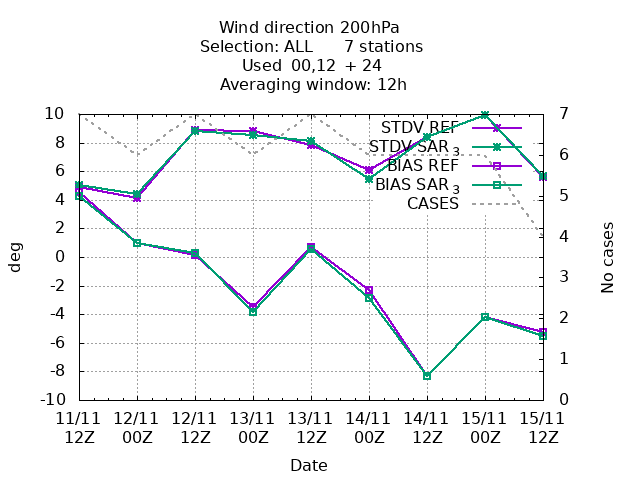 Wind direction 200hPa
Selection: ALL 7 stations
Used 00,12 + 24
Averaging window: 12h
10 7
STDV REF
8
STDV SAR 3
6 6
BIAS REF
4 5
BIAS SAR 3
2 CASES
0 4
-2 3
-4 2
-6 1
-8
-10 0
deg
No cases
11/11 12/11 12/11 13/11 13/11 14/11 14/11 15/11 15/11
12Z 00Z 12Z 00Z 12Z 00Z 12Z 00Z 12Z
Date